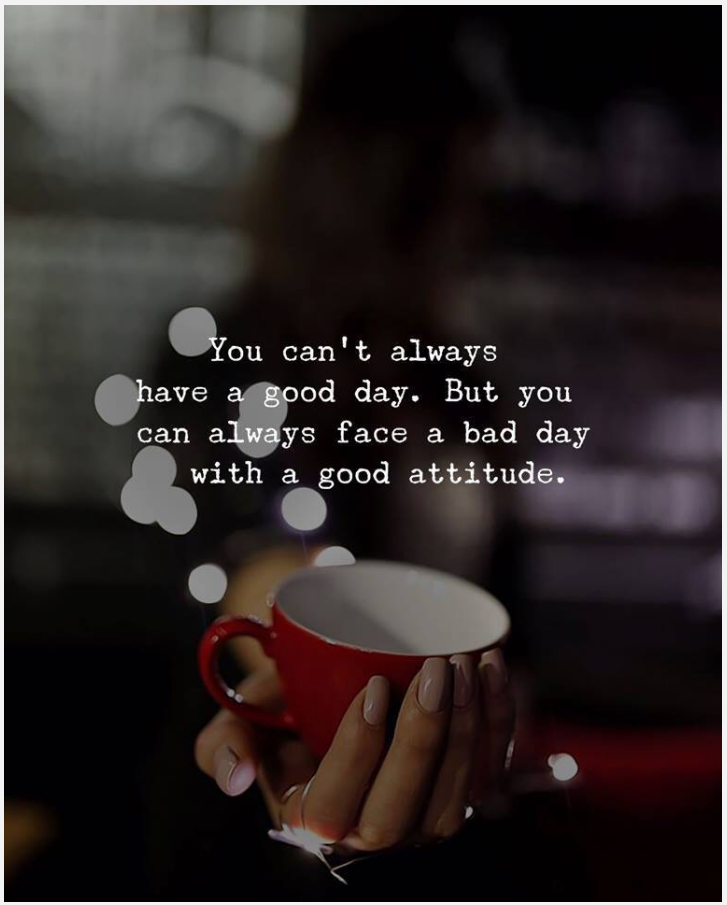 You can't always
have a good day. But you
can always face a bad day
with a good attitude.